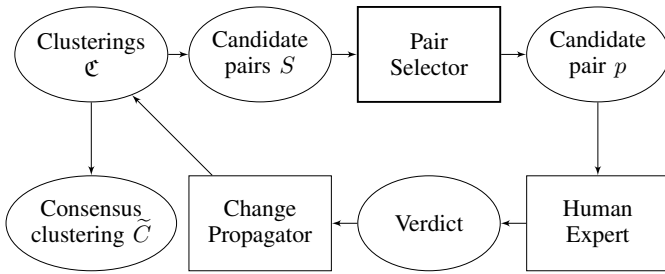 Clusterings
ℭ
Candidate
pairs S
Pair
Selector
Candidate
pair p
Consensus
clustering C̃
Change
Propagator
Verdict
Human
Expert